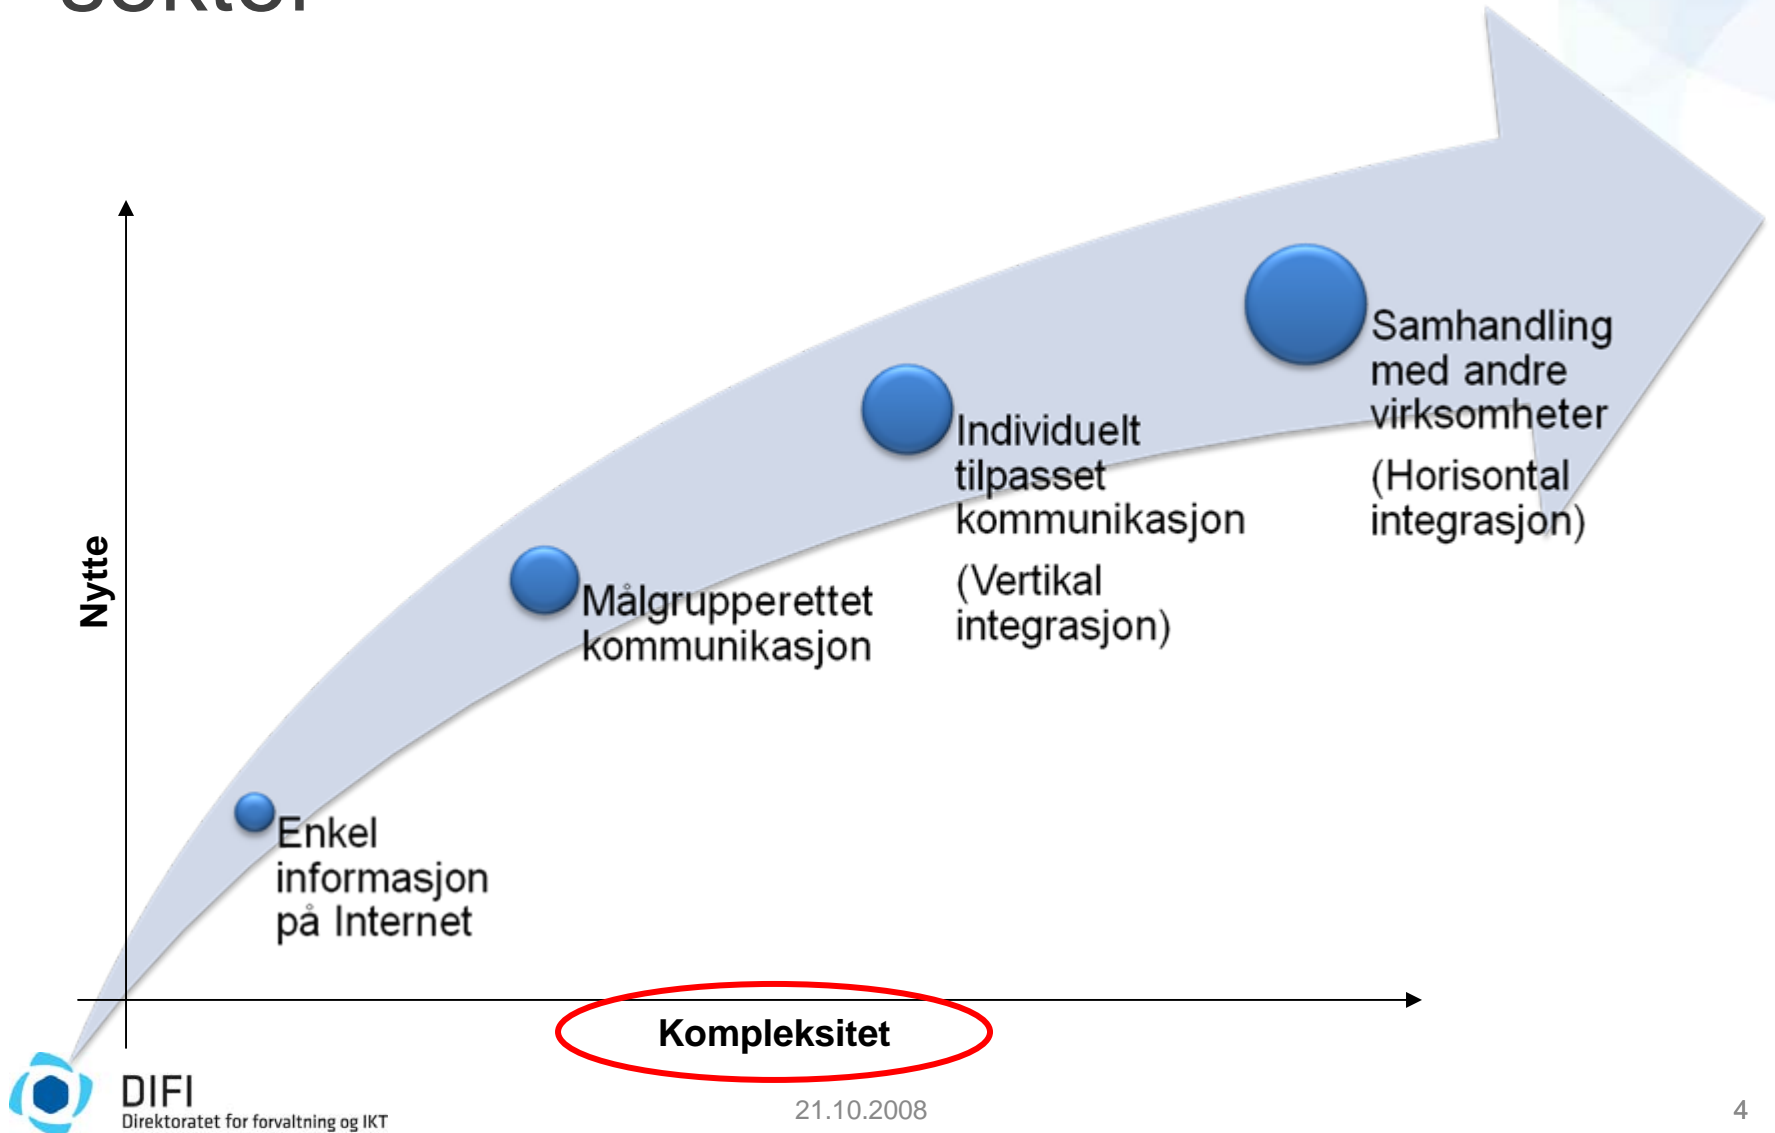 Nytte
Samhandling
med andre
virksomheter
(Horisontal
integrasjon)
Individuelt
tilpasset
kommunikasjon
(Vertikal
integrasjon)
Målgrupperettet
kommunikasjon
Enkel
informasjon
på Internet
Kompleksitet
DIFI
Direktoratet for forvaltning og IKT
21.10.2008
4